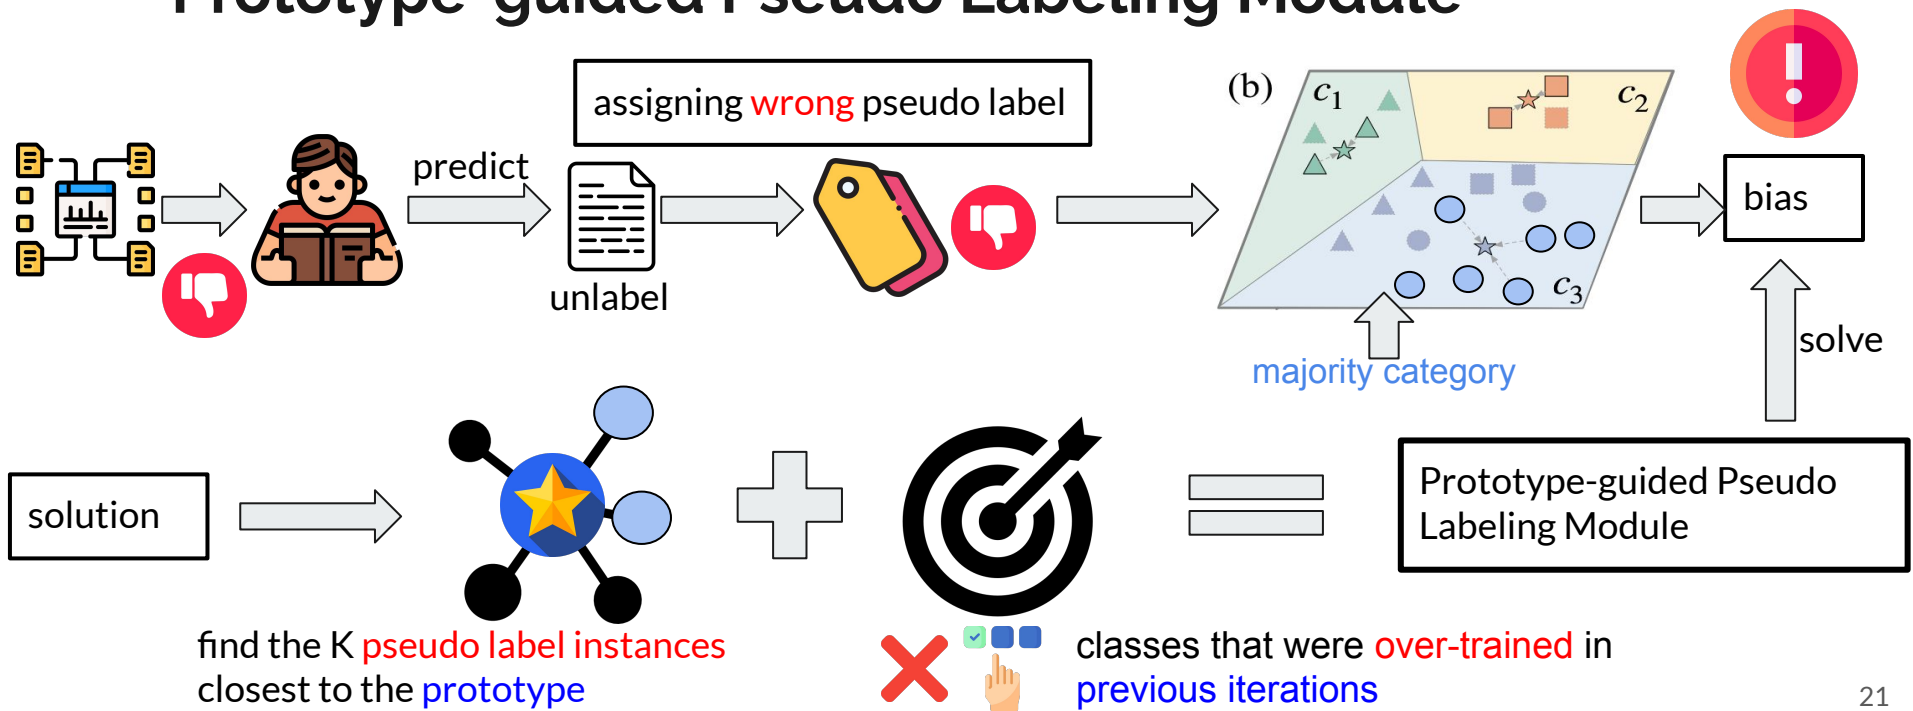 Prototype-guided Pseudo Labeling Module
assigning wrong pseudo label
predict
unlabel
(b)
c1
c2
c3
majority category
bias
solve
solution
find the K pseudo label instances
closest to the prototype
classes that were over-trained in
previous iterations
Prototype-guided Pseudo
Labeling Module
21